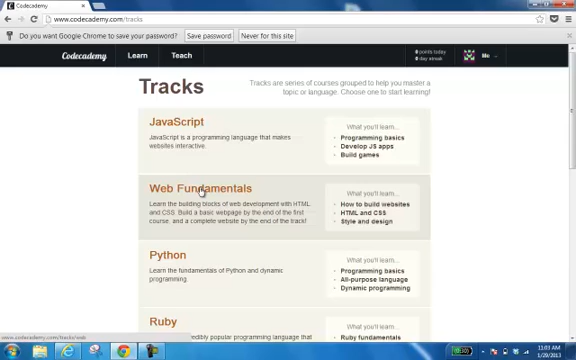 Codecademy
www.codecademy.com/tracks
Do you want Google Chrome to save your password?
Save password
Never for this site
Codecademy
Learn
Teach
0 points today
0 day streak
Me
Tracks
Tracks are series of courses grouped to help you master a
topic or language. Choose one to start learning!
JavaScript
JavaScript is a programming language that makes
websites interactive.
What you'll learn...
Programming basics
Develop JS apps
Build games
Web Fundamentals
Learn the building blocks of web development with HTML
and CSS. Build a basic webpage by the end of the first
course, and a complete website by the end of the track!
What you'll learn...
How to build websites
HTML and CSS
Style and design
Python
Learn the fundamentals of Python and dynamic
programming.
What you'll learn...
Programming basics
All-purpose language
Dynamic programming
Ruby
credibly popular programming language that
What you'll learn...
Ruby fundamentals
www.codecademy.com/tracks/web
11:03 AM
1/29/2013